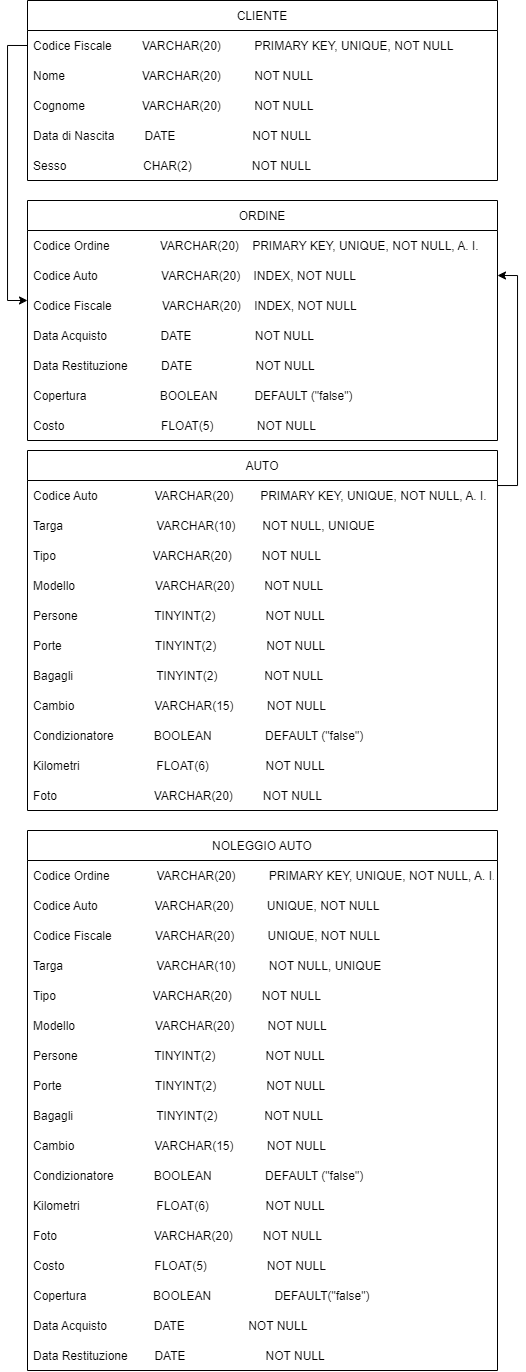 CLIENTE
Codice Fiscale VARCHAR(20) PRIMARY KEY, UNIQUE, NOT NULL
Nome VARCHAR(20) NOT NULL
Cognome VARCHAR(20) NOT NULL
Data di Nascita DATE NOT NULL
Sesso CHAR(2) NOT NULL
ORDINE
Codice Ordine VARCHAR(20) PRIMARY KEY, UNIQUE, NOT NULL, A. I.
Codice Auto VARCHAR(20) INDEX, NOT NULL
Codice Fiscale VARCHAR(20) INDEX, NOT NULL
Data Acquisto DATE NOT NULL
Data Restituzione DATE NOT NULL
Copertura BOOLEAN DEFAULT ("false")
Costo FLOAT(5) NOT NULL
AUTO
Codice Auto VARCHAR(20) PRIMARY KEY, UNIQUE, NOT NULL, A. I.
Targa VARCHAR(10) NOT NULL, UNIQUE
Tipo VARCHAR(20) NOT NULL
Modello VARCHAR(20) NOT NULL
Persone TINYINT(2) NOT NULL
Porte TINYINT(2) NOT NULL
Bagagli TINYINT(2) NOT NULL
Cambio VARCHAR(15) NOT NULL
Condizionatore BOOLEAN DEFAULT ("false")
Kilometri FLOAT(6) NOT NULL
Foto VARCHAR(20) NOT NULL
NOLEGGIO AUTO
Codice Ordine VARCHAR(20) PRIMARY KEY, UNIQUE, NOT NULL, A. I.
Codice Auto VARCHAR(20) UNIQUE, NOT NULL
Codice Fiscale VARCHAR(20) UNIQUE, NOT NULL
Targa VARCHAR(10) NOT NULL, UNIQUE
Tipo VARCHAR(20) NOT NULL
Modello VARCHAR(20) NOT NULL
Persone TINYINT(2) NOT NULL
Porte TINYINT(2) NOT NULL
Bagagli TINYINT(2) NOT NULL
Cambio VARCHAR(15) NOT NULL
Condizionatore BOOLEAN DEFAULT ("false")
Kilometri FLOAT(6) NOT NULL
Foto VARCHAR(20) NOT NULL
Costo FLOAT(5) NOT NULL
Copertura BOOLEAN DEFAULT("false")
Data Acquisto DATE NOT NULL
Data Restituzione DATE NOT NULL